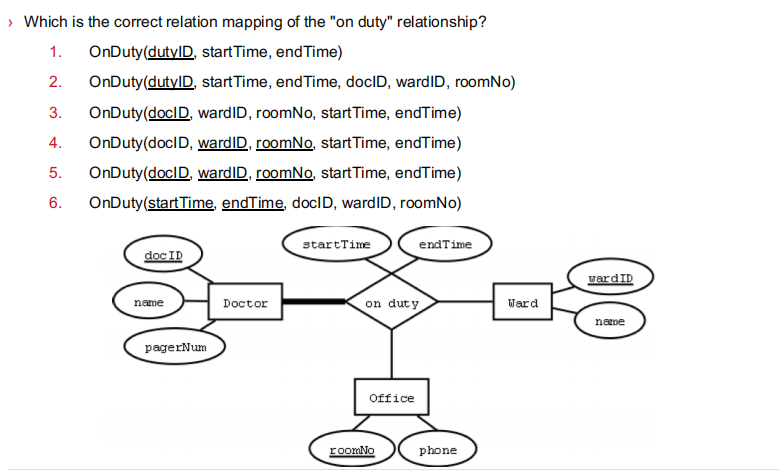 › Which is the correct relation mapping of the "on duty" relationship?
1. OnDuty(dutyID, startTime, endTime)
2. OnDuty(dutyID, startTime, endTime, docID, wardID, roomNo)
3. OnDuty(docID, wardID, roomNo, startTime, endTime)
4. OnDuty(docID, wardID, roomNo, startTime, endTime)
5. OnDuty(docID, wardID, roomNo, startTime, endTime)
6. OnDuty(startTime, endTime, docID, wardID, roomNo)
startTime endTime
docID
wardID
name Doctor on duty Ward
name
pagerNum
Office
roomNo phone